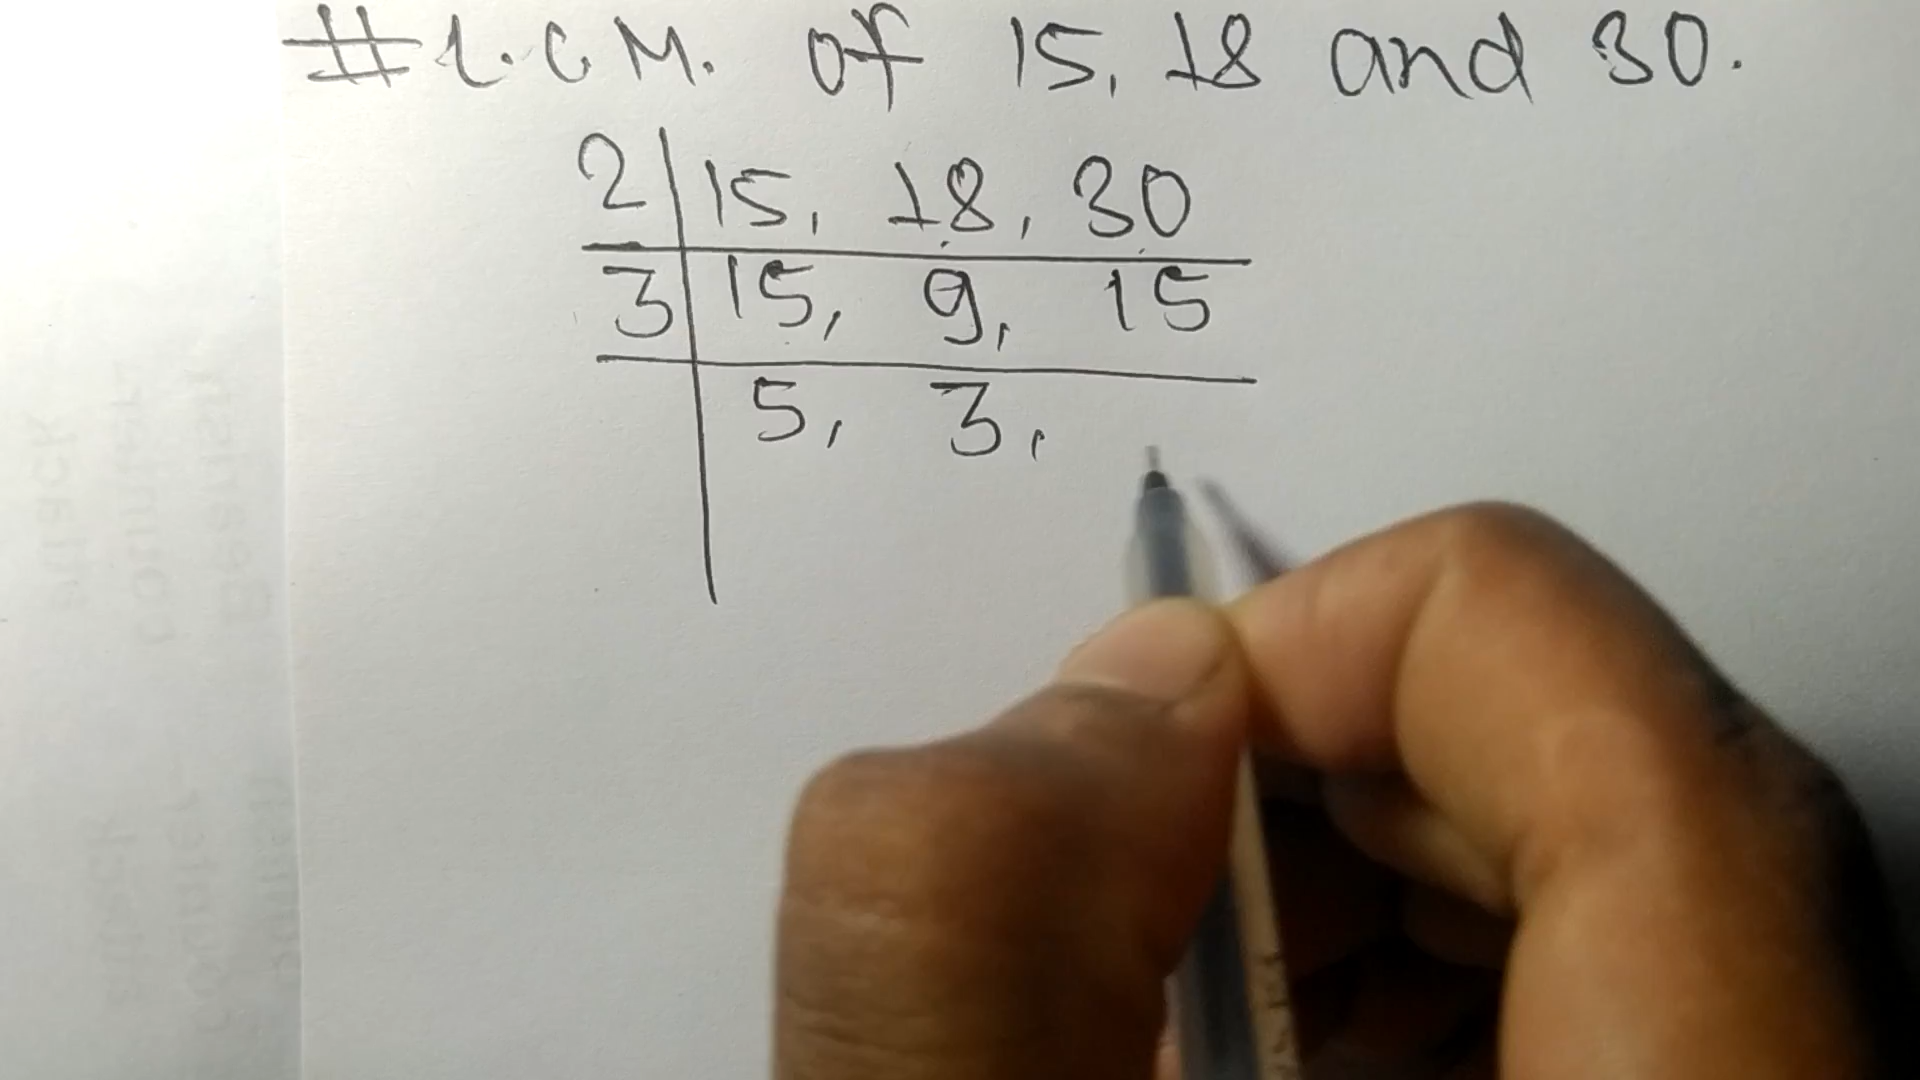 #L.C.M. of 15, 18 and 30.
2 | 15, 18, 30
3 | 15, 9, 15
5, 3,